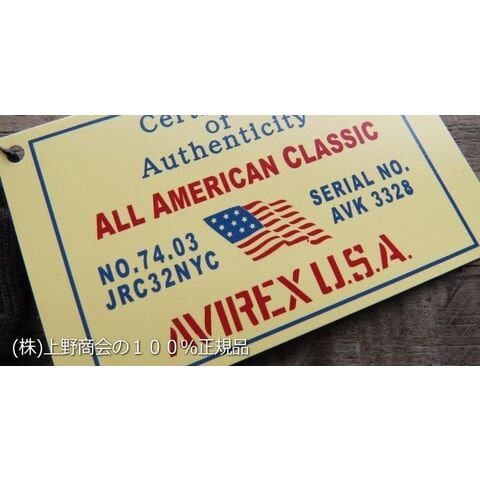 Certi
of
Authenticity
ALL AMERICAN CLASSIC
NO.74.03
JRC32NYC
SERIAL NO.
AVK 3328
AVIREX U.S.A.
(株)上野商会の１００％正規品